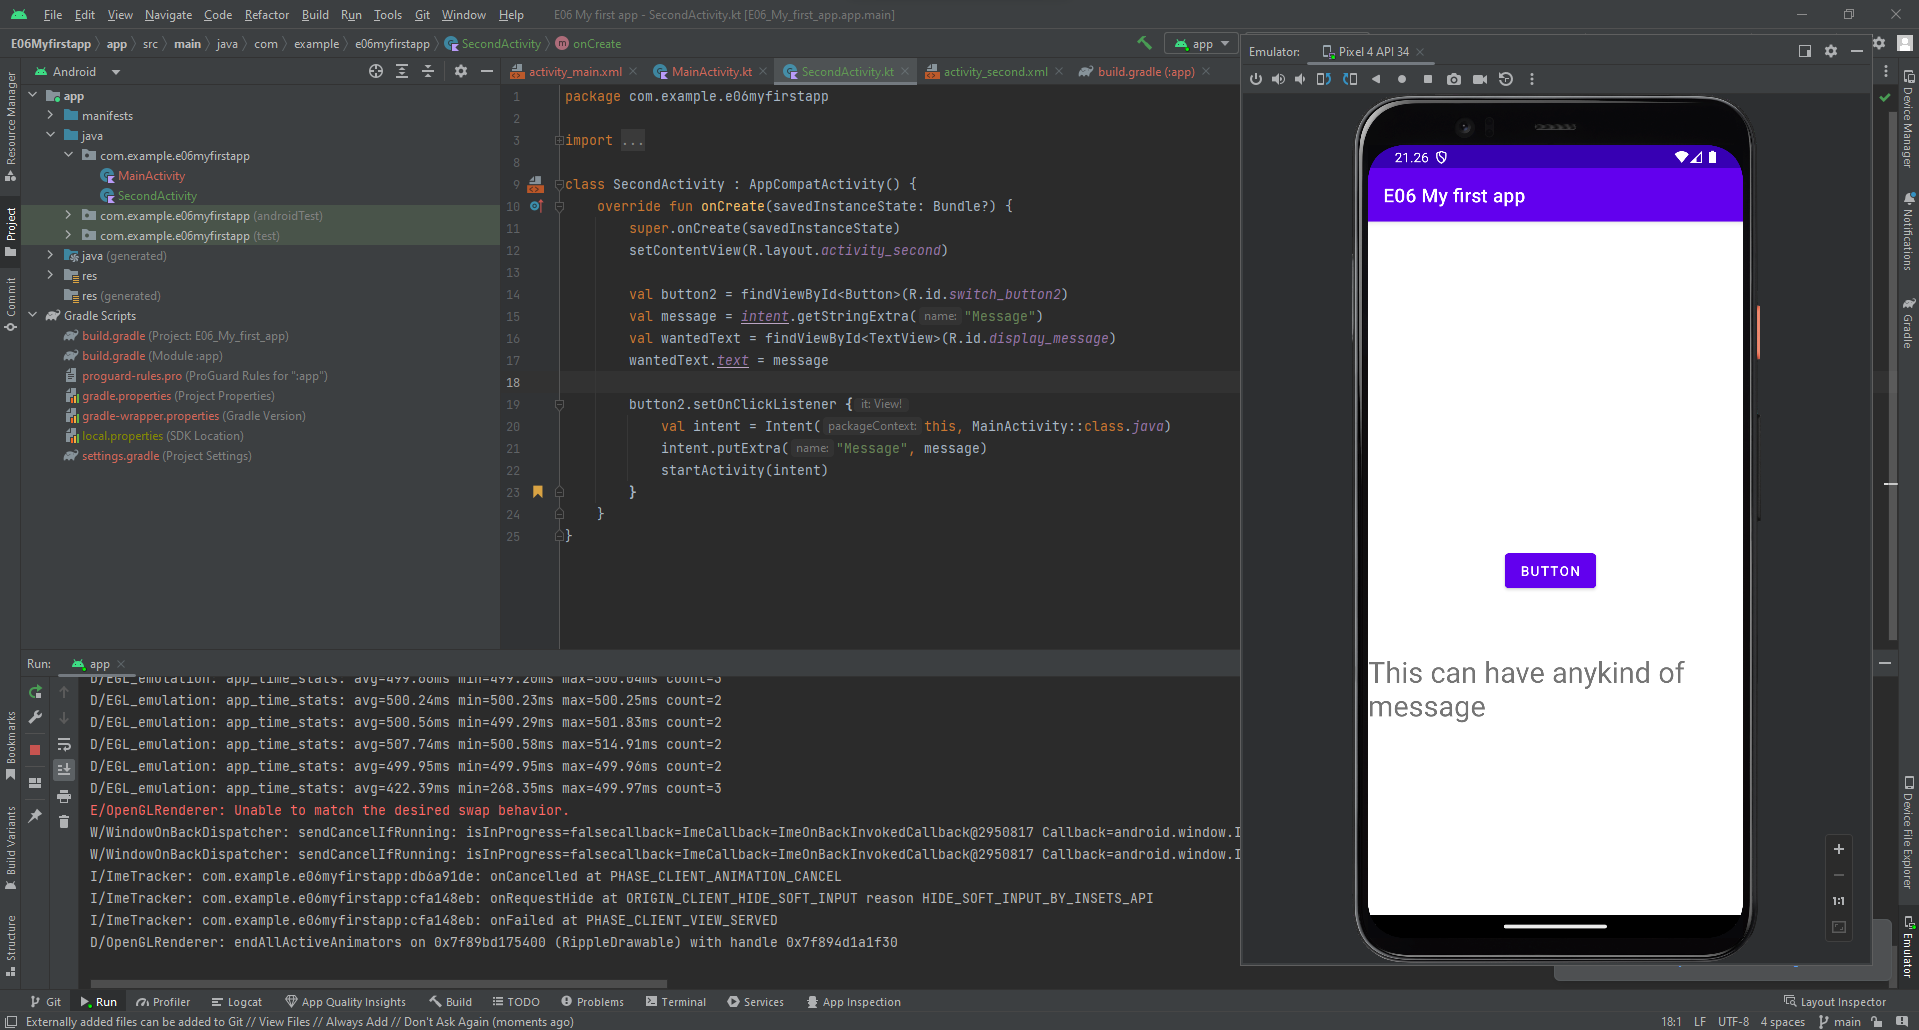 File Edit View Navigate Code Refactor Build Run Tools Git Window Help E06 My first app - SecondActivity.kt [E06_My_first_app.app.main]
E06Myfirstapp app src main java com example e06myfirstapp SecondActivity onCreate app
Emulator: Pixel 4 API 34
Android
activity_main.xml MainActivity.kt SecondActivity.kt activity_second.xml build.gradle (:app)
Resource Manager
Project
Commit
Bookmarks
Build Variants
Structure
app
manifests
java
com.example.e06myfirstapp
MainActivity
SecondActivity
com.example.e06myfirstapp (androidTest)
com.example.e06myfirstapp (test)
java (generated)
res
res (generated)
Gradle Scripts
build.gradle (Project: E06_My_first_app)
build.gradle (Module :app)
proguard-rules.pro (ProGuard Rules for ":app")
gradle.properties (Project Properties)
gradle-wrapper.properties (Gradle Version)
local.properties (SDK Location)
settings.gradle (Project Settings)
1 package com.example.e06myfirstapp
2
3 import ...
8
9 class SecondActivity : AppCompatActivity() {
10 override fun onCreate(savedInstanceState: Bundle?) {
11 super.onCreate(savedInstanceState)
12 setContentView(R.layout.activity_second)
13
14 val button2 = findViewById<Button>(R.id.switch_button2)
15 val message = intent.getStringExtra( name: "Message")
16 val wantedText = findViewById<TextView>(R.id.display_message)
17 wantedText.text = message
18
19 button2.setOnClickListener { it: View!
20 val intent = Intent( packageContext: this, MainActivity::class.java)
21 intent.putExtra( name: "Message", message)
22 startActivity(intent)
23 }
24 }
25 }
21.26
E06 My first app
BUTTON
This can have anykind of
message
1:1
Device Manager
Notifications
Gradle
Device File Explorer
Emulator
Run: app
D/EGL_emulation: app_time_stats: avg=499.66ms min=499.26ms max=500.04ms count=3
D/EGL_emulation: app_time_stats: avg=500.24ms min=500.23ms max=500.25ms count=2
D/EGL_emulation: app_time_stats: avg=500.56ms min=499.29ms max=501.83ms count=2
D/EGL_emulation: app_time_stats: avg=507.74ms min=500.58ms max=514.91ms count=2
D/EGL_emulation: app_time_stats: avg=499.95ms min=499.95ms max=499.96ms count=2
D/EGL_emulation: app_time_stats: avg=422.39ms min=268.35ms max=499.97ms count=3
E/OpenGLRenderer: Unable to match the desired swap behavior.
W/WindowOnBackDispatcher: sendCancelIfRunning: isInProgress=falsecallback=ImeCallback=ImeOnBackInvokedCallback@2950817 Callback=android.window.I
W/WindowOnBackDispatcher: sendCancelIfRunning: isInProgress=falsecallback=ImeCallback=ImeOnBackInvokedCallback@2950817 Callback=android.window.I
I/ImeTracker: com.example.e06myfirstapp:db6a91de: onCancelled at PHASE_CLIENT_ANIMATION_CANCEL
I/ImeTracker: com.example.e06myfirstapp:cfa148eb: onRequestHide at ORIGIN_CLIENT_HIDE_SOFT_INPUT reason HIDE_SOFT_INPUT_BY_INSETS_API
I/ImeTracker: com.example.e06myfirstapp:cfa148eb: onFailed at PHASE_CLIENT_VIEW_SERVED
D/OpenGLRenderer: endAllActiveAnimators on 0x7f89bd175400 (RippleDrawable) with handle 0x7f894d1a1f30
Git Run Profiler Logcat App Quality Insights Build TODO Problems Terminal Services App Inspection Layout Inspector
Externally added files can be added to Git // View Files // Always Add // Don't Ask Again (moments ago) 18:1 LF UTF-8 4 spaces main